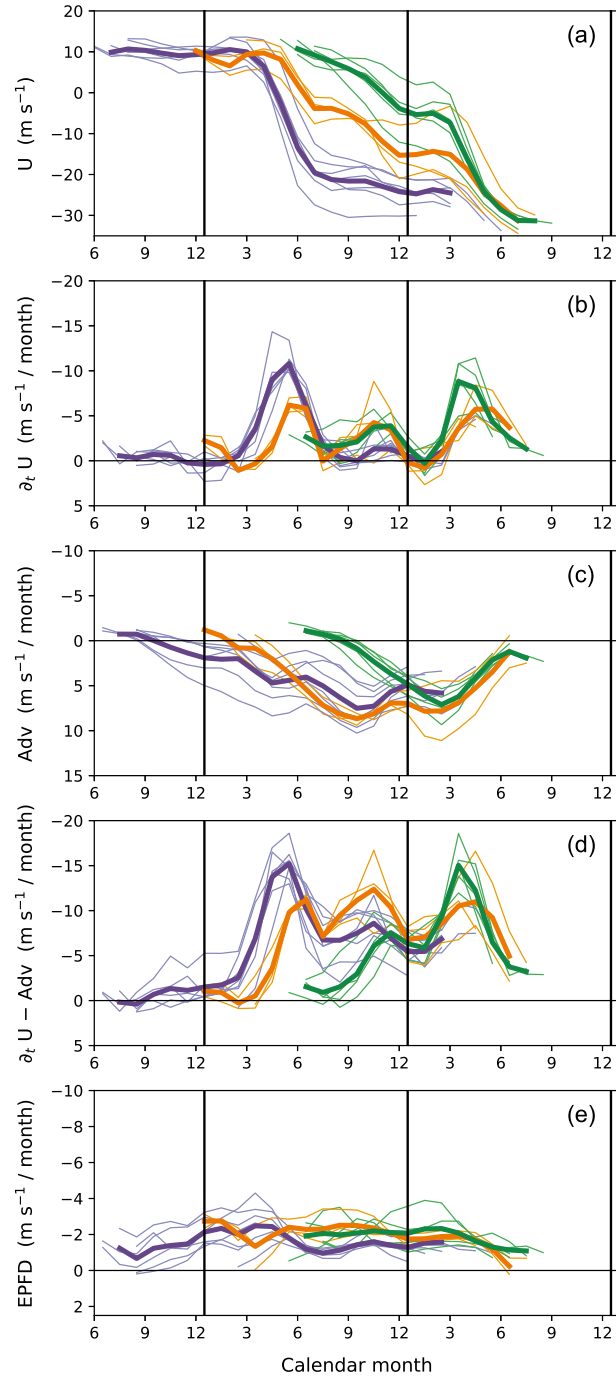 (a)
U (m s⁻¹)
20
10
0
−10
−20
−30
6 9 12 3 6 9 12 3 6 9 12
(b)
∂ₜ U (m s⁻¹ / month)
−20
−15
−10
−5
0
5
6 9 12 3 6 9 12 3 6 9 12
(c)
Adv (m s⁻¹ / month)
−10
−5
0
5
10
15
6 9 12 3 6 9 12 3 6 9 12
(d)
∂ₜ U − Adv (m s⁻¹ / month)
−20
−15
−10
−5
0
5
6 9 12 3 6 9 12 3 6 9 12
(e)
EPFD (m s⁻¹ / month)
−10
−8
−6
−4
−2
0
2
6 9 12 3 6 9 12 3 6 9 12
Calendar month